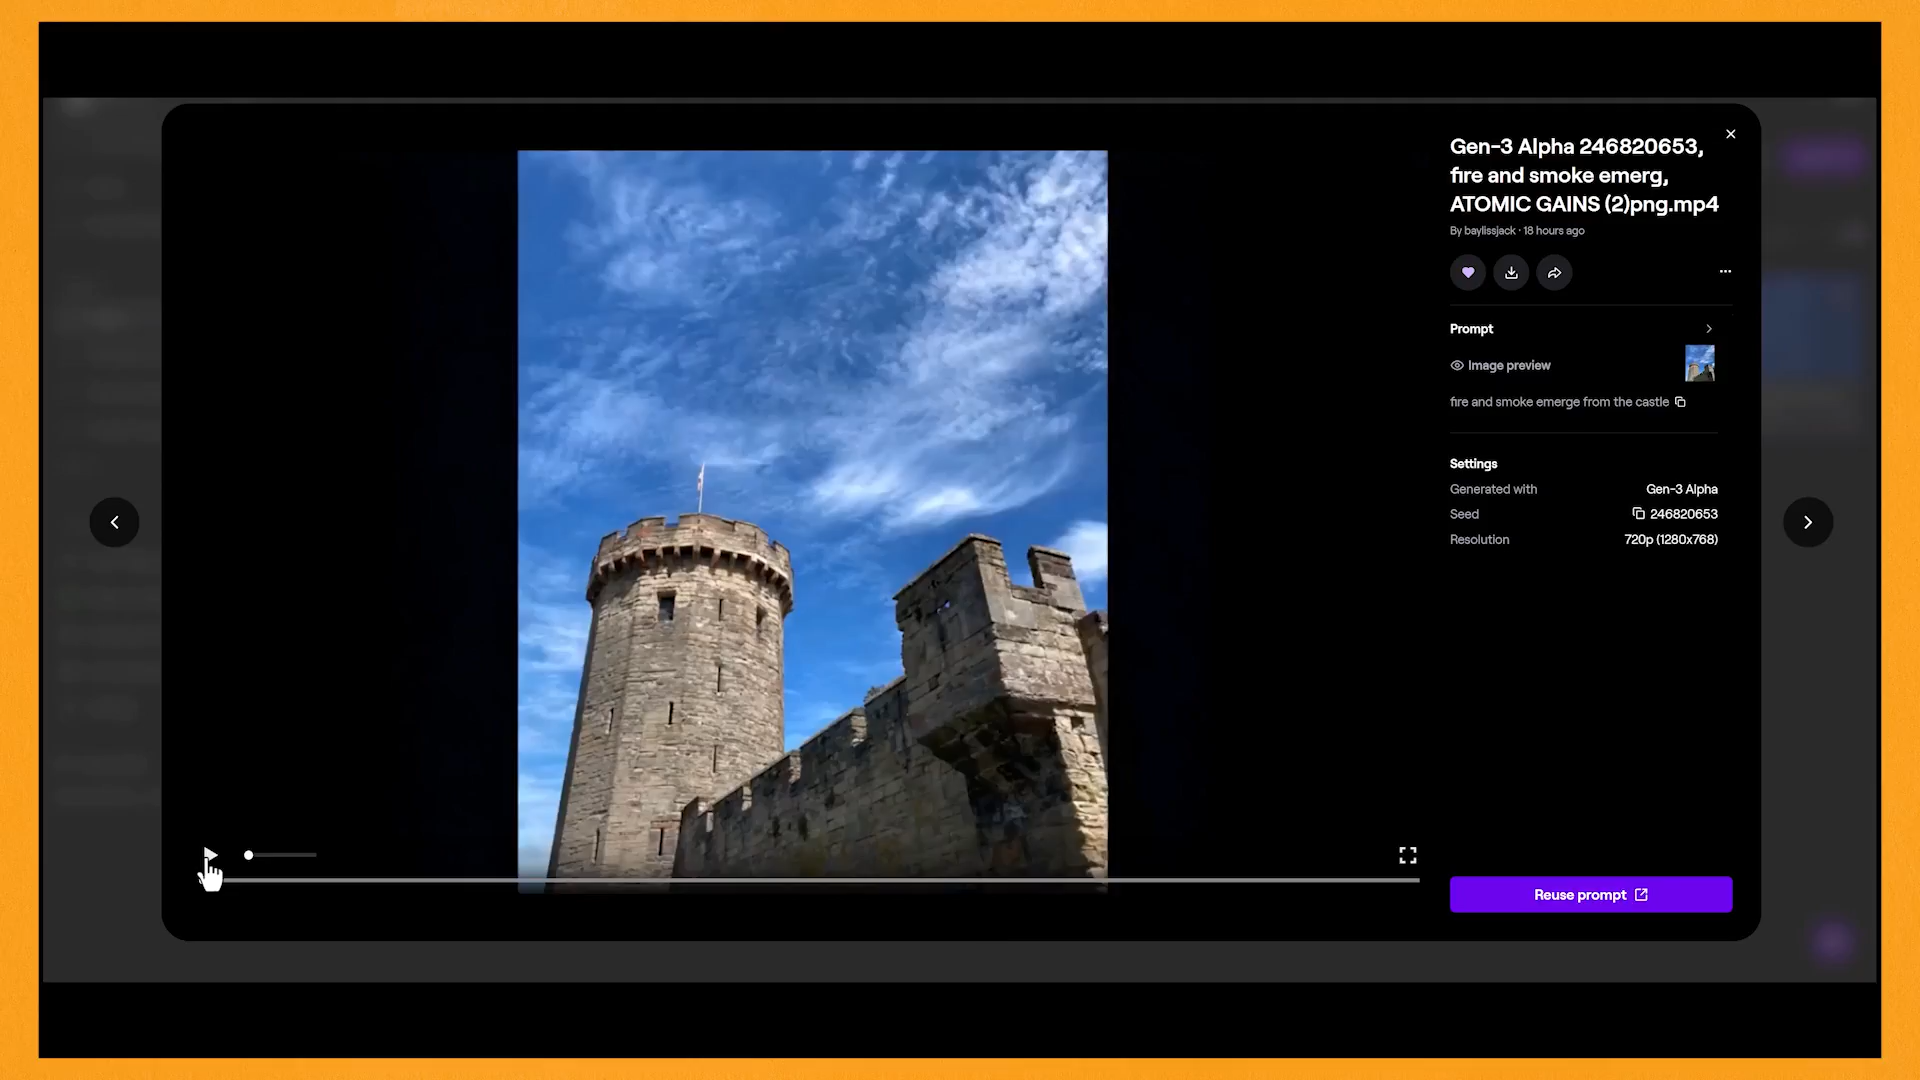 Gen-3 Alpha 246820653,
fire and smoke emerg,
ATOMIC GAINS (2)png.mp4
By baylissjack · 18 hours ago
Prompt
Image preview
fire and smoke emerge from the castle
Settings
Generated with Gen-3 Alpha
Seed 246820653
Resolution 720p (1280x768)
Reuse prompt